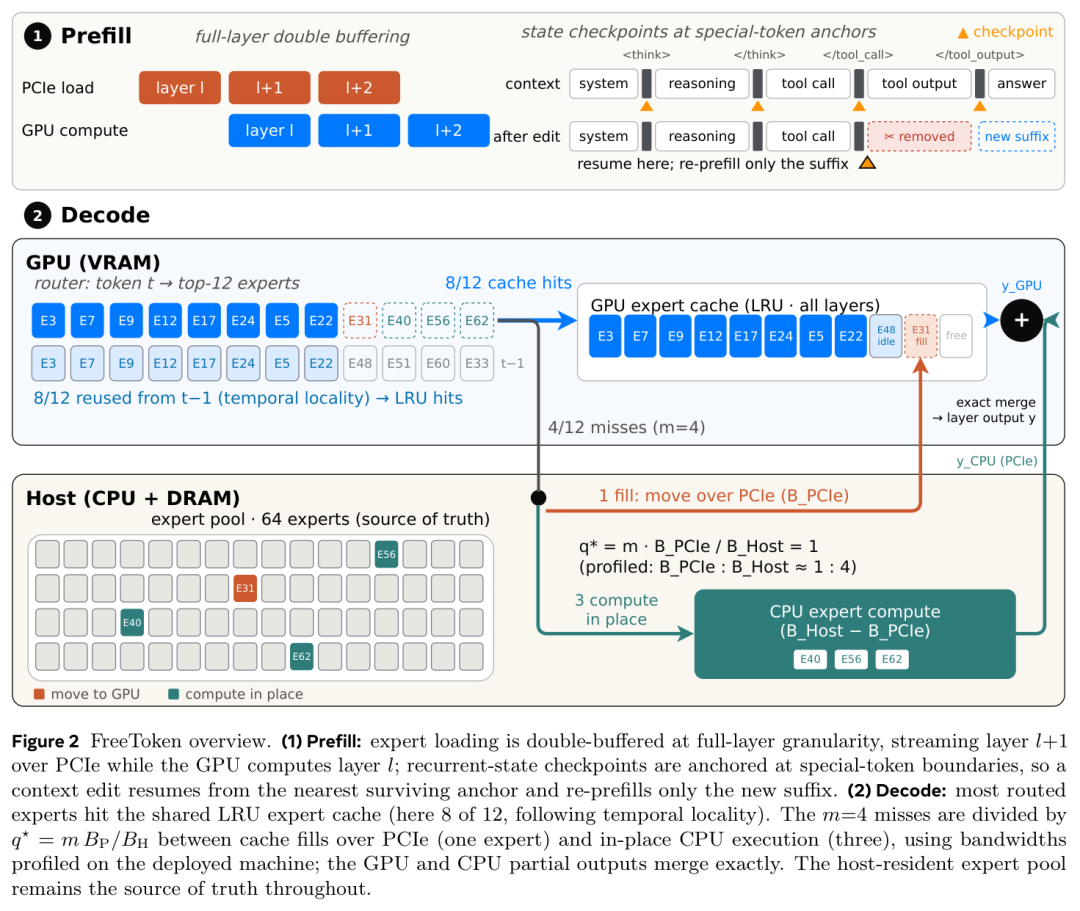 1 Prefill
full-layer double buffering
state checkpoints at special-token anchors
▲ checkpoint
<think>
</think>
</tool_call>
</tool_output>
PCIe load
layer l
l+1
l+2
context
system
reasoning
tool call
tool output
answer
GPU compute
layer l
l+1
l+2
after edit
system
reasoning
tool call
✂ removed
new suffix
resume here; re-prefill only the suffix
2 Decode
GPU (VRAM)
router: token t → top-12 experts
8/12 cache hits
E3 E7 E9 E12 E17 E24 E5 E22 E31 E40 E56 E62
E3 E7 E9 E12 E17 E24 E5 E22 E48 E51 E60 E33 t−1
8/12 reused from t−1 (temporal locality) → LRU hits
GPU expert cache (LRU · all layers)
E3 E7 E9 E12 E17 E24 E5 E22
E48
idle
E31
fill
free
y_GPU
+
exact merge
→ layer output y
4/12 misses (m=4)
y_CPU (PCIe)
Host (CPU + DRAM)
expert pool · 64 experts (source of truth)
E56
E31
E40
E62
move to GPU
compute in place
1 fill: move over PCIe (B_PCIe)
q* = m · B_PCIe / B_Host = 1
(profiled: B_PCIe : B_Host ≈ 1 : 4)
3 compute
in place
CPU expert compute
(B_Host − B_PCIe)
E40 E56 E62
Figure 2 FreeToken overview. (1) Prefill: expert loading is double-buffered at full-layer granularity, streaming layer l+1
over PCIe while the GPU computes layer l; recurrent-state checkpoints are anchored at special-token boundaries, so
a context edit resumes from the nearest surviving anchor and re-prefills only the new suffix. (2) Decode: most routed
experts hit the shared LRU expert cache (here 8 of 12, following temporal locality). The m=4 misses are divided by
q⋆ = m B_P/B_H between cache fills over PCIe (one expert) and in-place CPU execution (three), using bandwidths
profiled on the deployed machine; the GPU and CPU partial outputs merge exactly. The host-resident expert pool
remains the source of truth throughout.